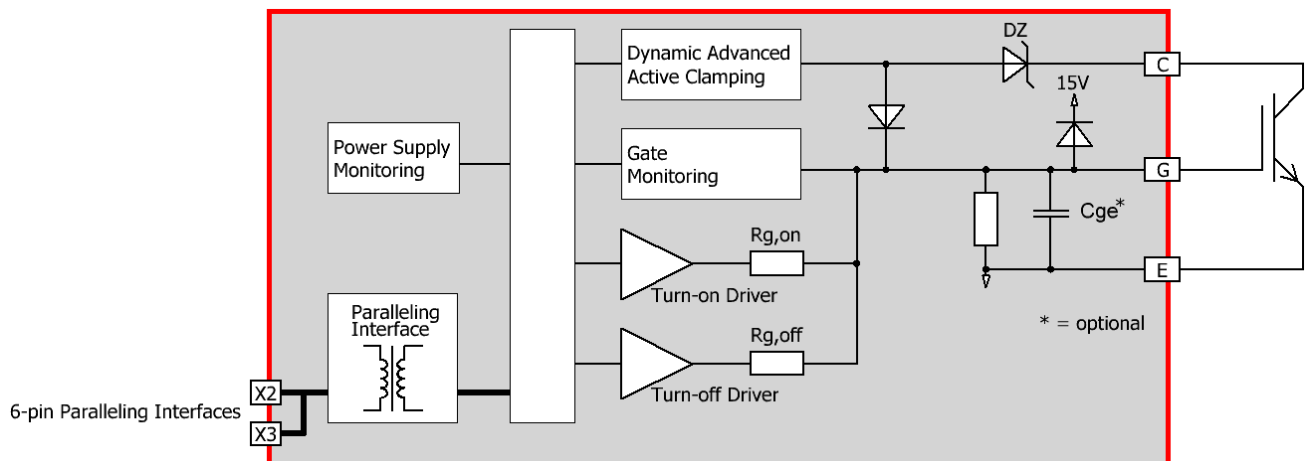 Dynamic Advanced
Active Clamping
DZ
C
15V
Power Supply
Monitoring
Gate
Monitoring
G
Cge*
Rg,on
E
Turn-on Driver
Paralleling
Interface
Rg,off
* = optional
X2
Turn-off Driver
6-pin Paralleling Interfaces
X3